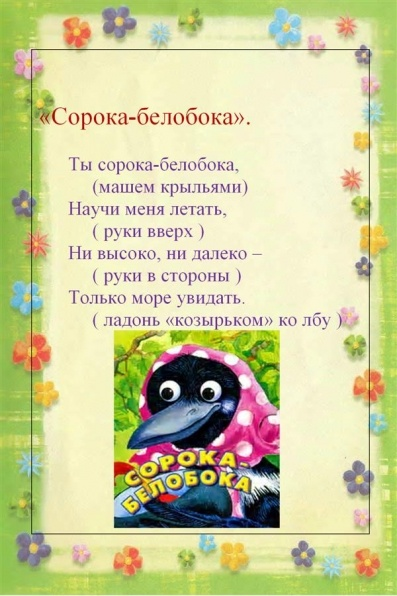 «Сорока-белобока».
Ты сорока-белобока,
(машем крыльями)
Научи меня летать,
( руки вверх )
Ни высоко, ни далеко –
( руки в стороны )
Только море увидать.
( ладонь «козырьком» ко лбу )
СОРОКА-
БЕЛОБОКА